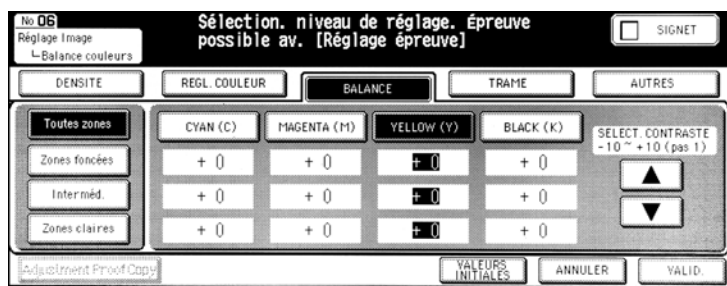 No 06
Réglage Image
Balance couleurs
Sélection. niveau de réglage. Épreuve
possible av. [Réglage épreuve]
SIGNET
DENSITE
REGL. COULEUR
BALANCE
TRAME
AUTRES
Toutes zones
Zones foncées
Interméd.
Zones claires
CYAN (C)
MAGENTA (M)
YELLOW (Y)
BLACK (K)
+ 0 + 0 + 0 + 0
+ 0 + 0 + 0 + 0
+ 0 + 0 + 0 + 0
SELECT. CONTRASTE
-10 ~ +10 (pas 1)
Adjustment Proof Copy
VALEURS
INITIALES
ANNULER
VALID.